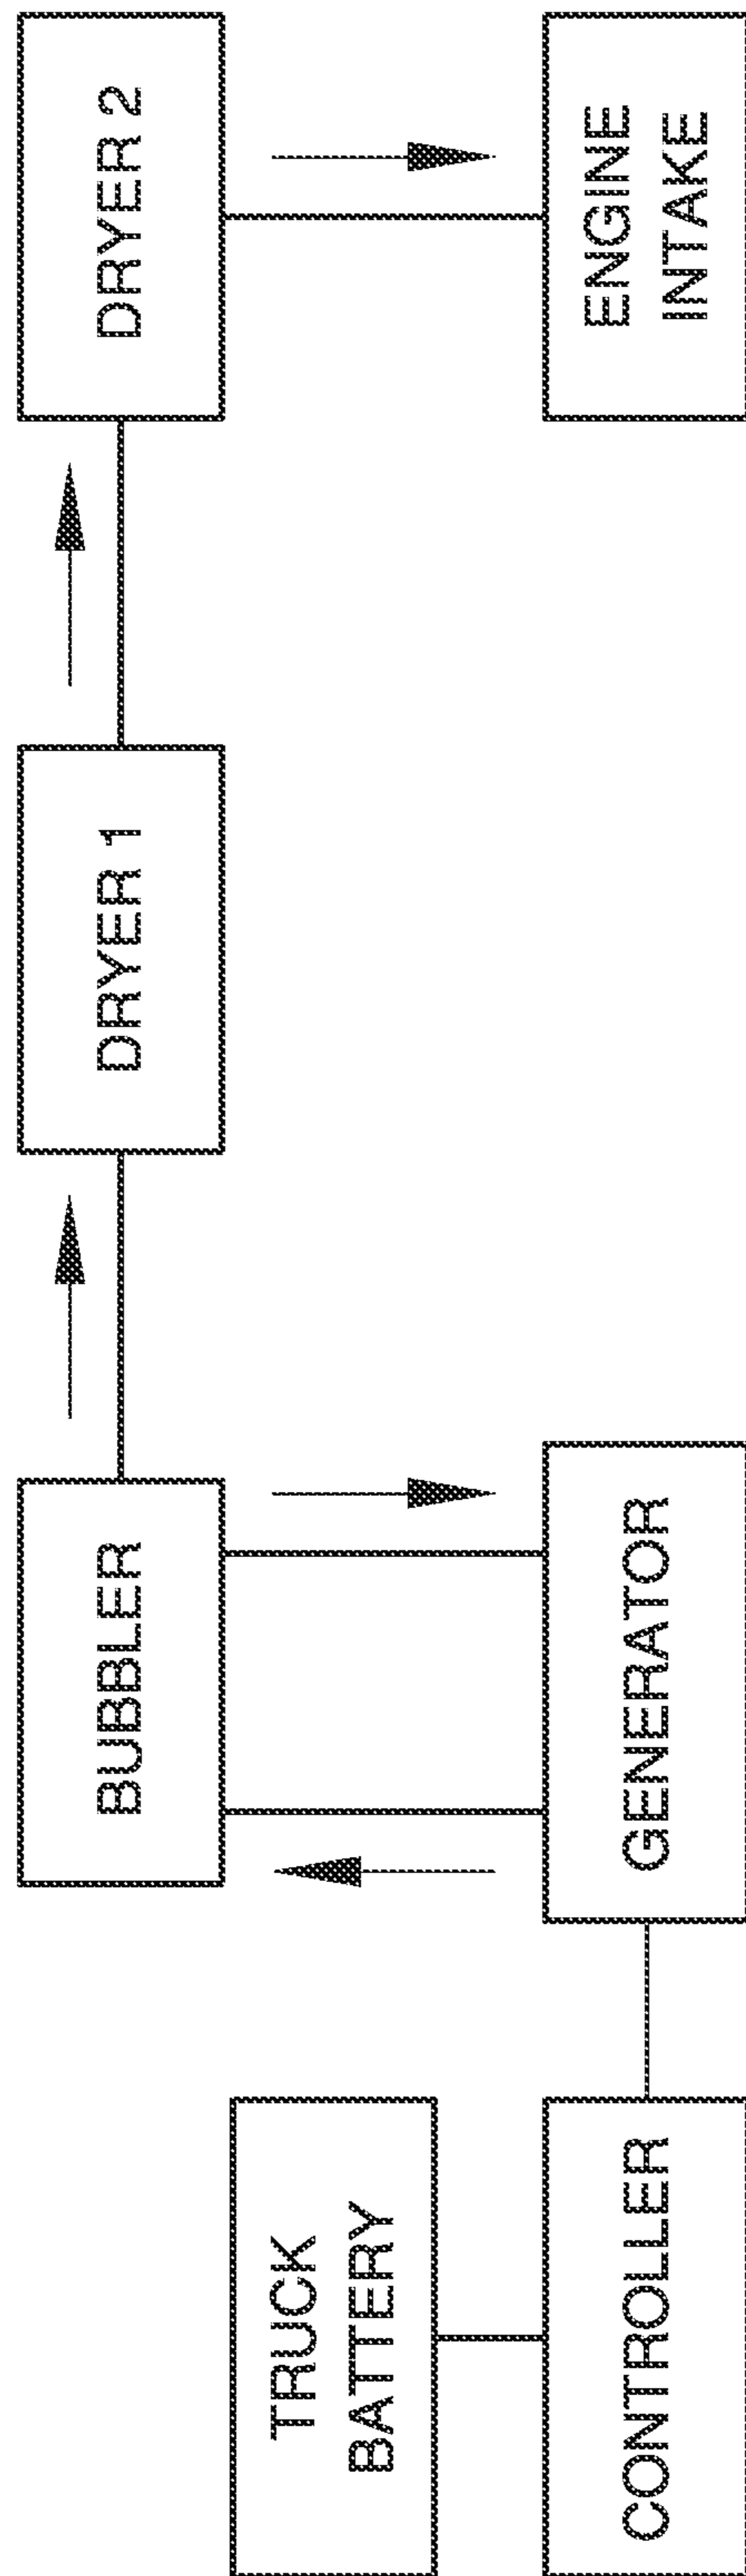 TRUCK
BATTERY
CONTROLLER
BUBBLER
GENERATOR
DRYER 1
DRYER 2
ENGINE
INTAKE